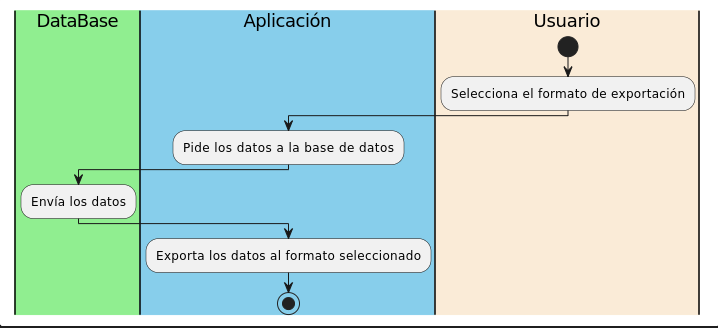 DataBase
Aplicación
Usuario
Selecciona el formato de exportación
Pide los datos a la base de datos
Envía los datos
Exporta los datos al formato seleccionado